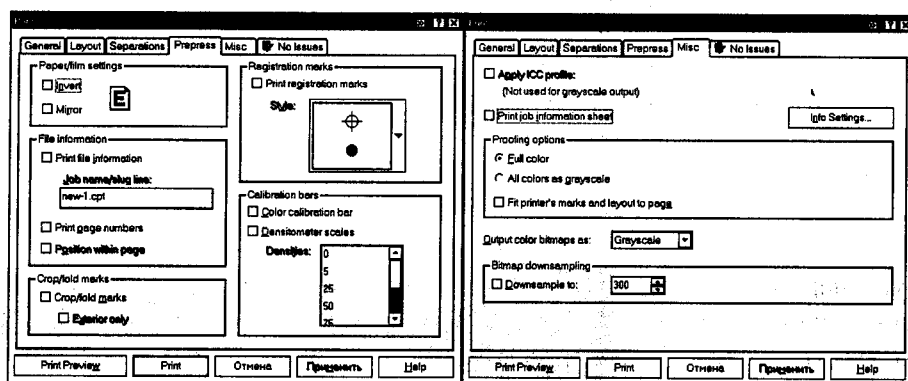 Print
General Layout Separations Prepress Misc No Issues
Paper/film settings
Invert
Mirror
E
File information
Print file information
Job name/slug line:
new-1.cpt
Print page numbers
Position within page
Crop/fold marks
Crop/fold marks
Exterior only
Registration marks
Print registration marks
Style:
Calibration bars
Color calibration bar
Densitometer scales
Densities:
0
5
25
50
75
Print Preview Print Отмена Применить Help
Print
General Layout Separations Prepress Misc No Issues
Apply ICC profile:
(Not used for greyscale output)
Print job information sheet
Info Settings...
Proofing options
Full color
All colors as grayscale
Fit printer's marks and layout to page
Output color bitmaps as: Grayscale
Bitmap downsampling
Downsample to: 300
Print Preview Print Отмена Применить Help